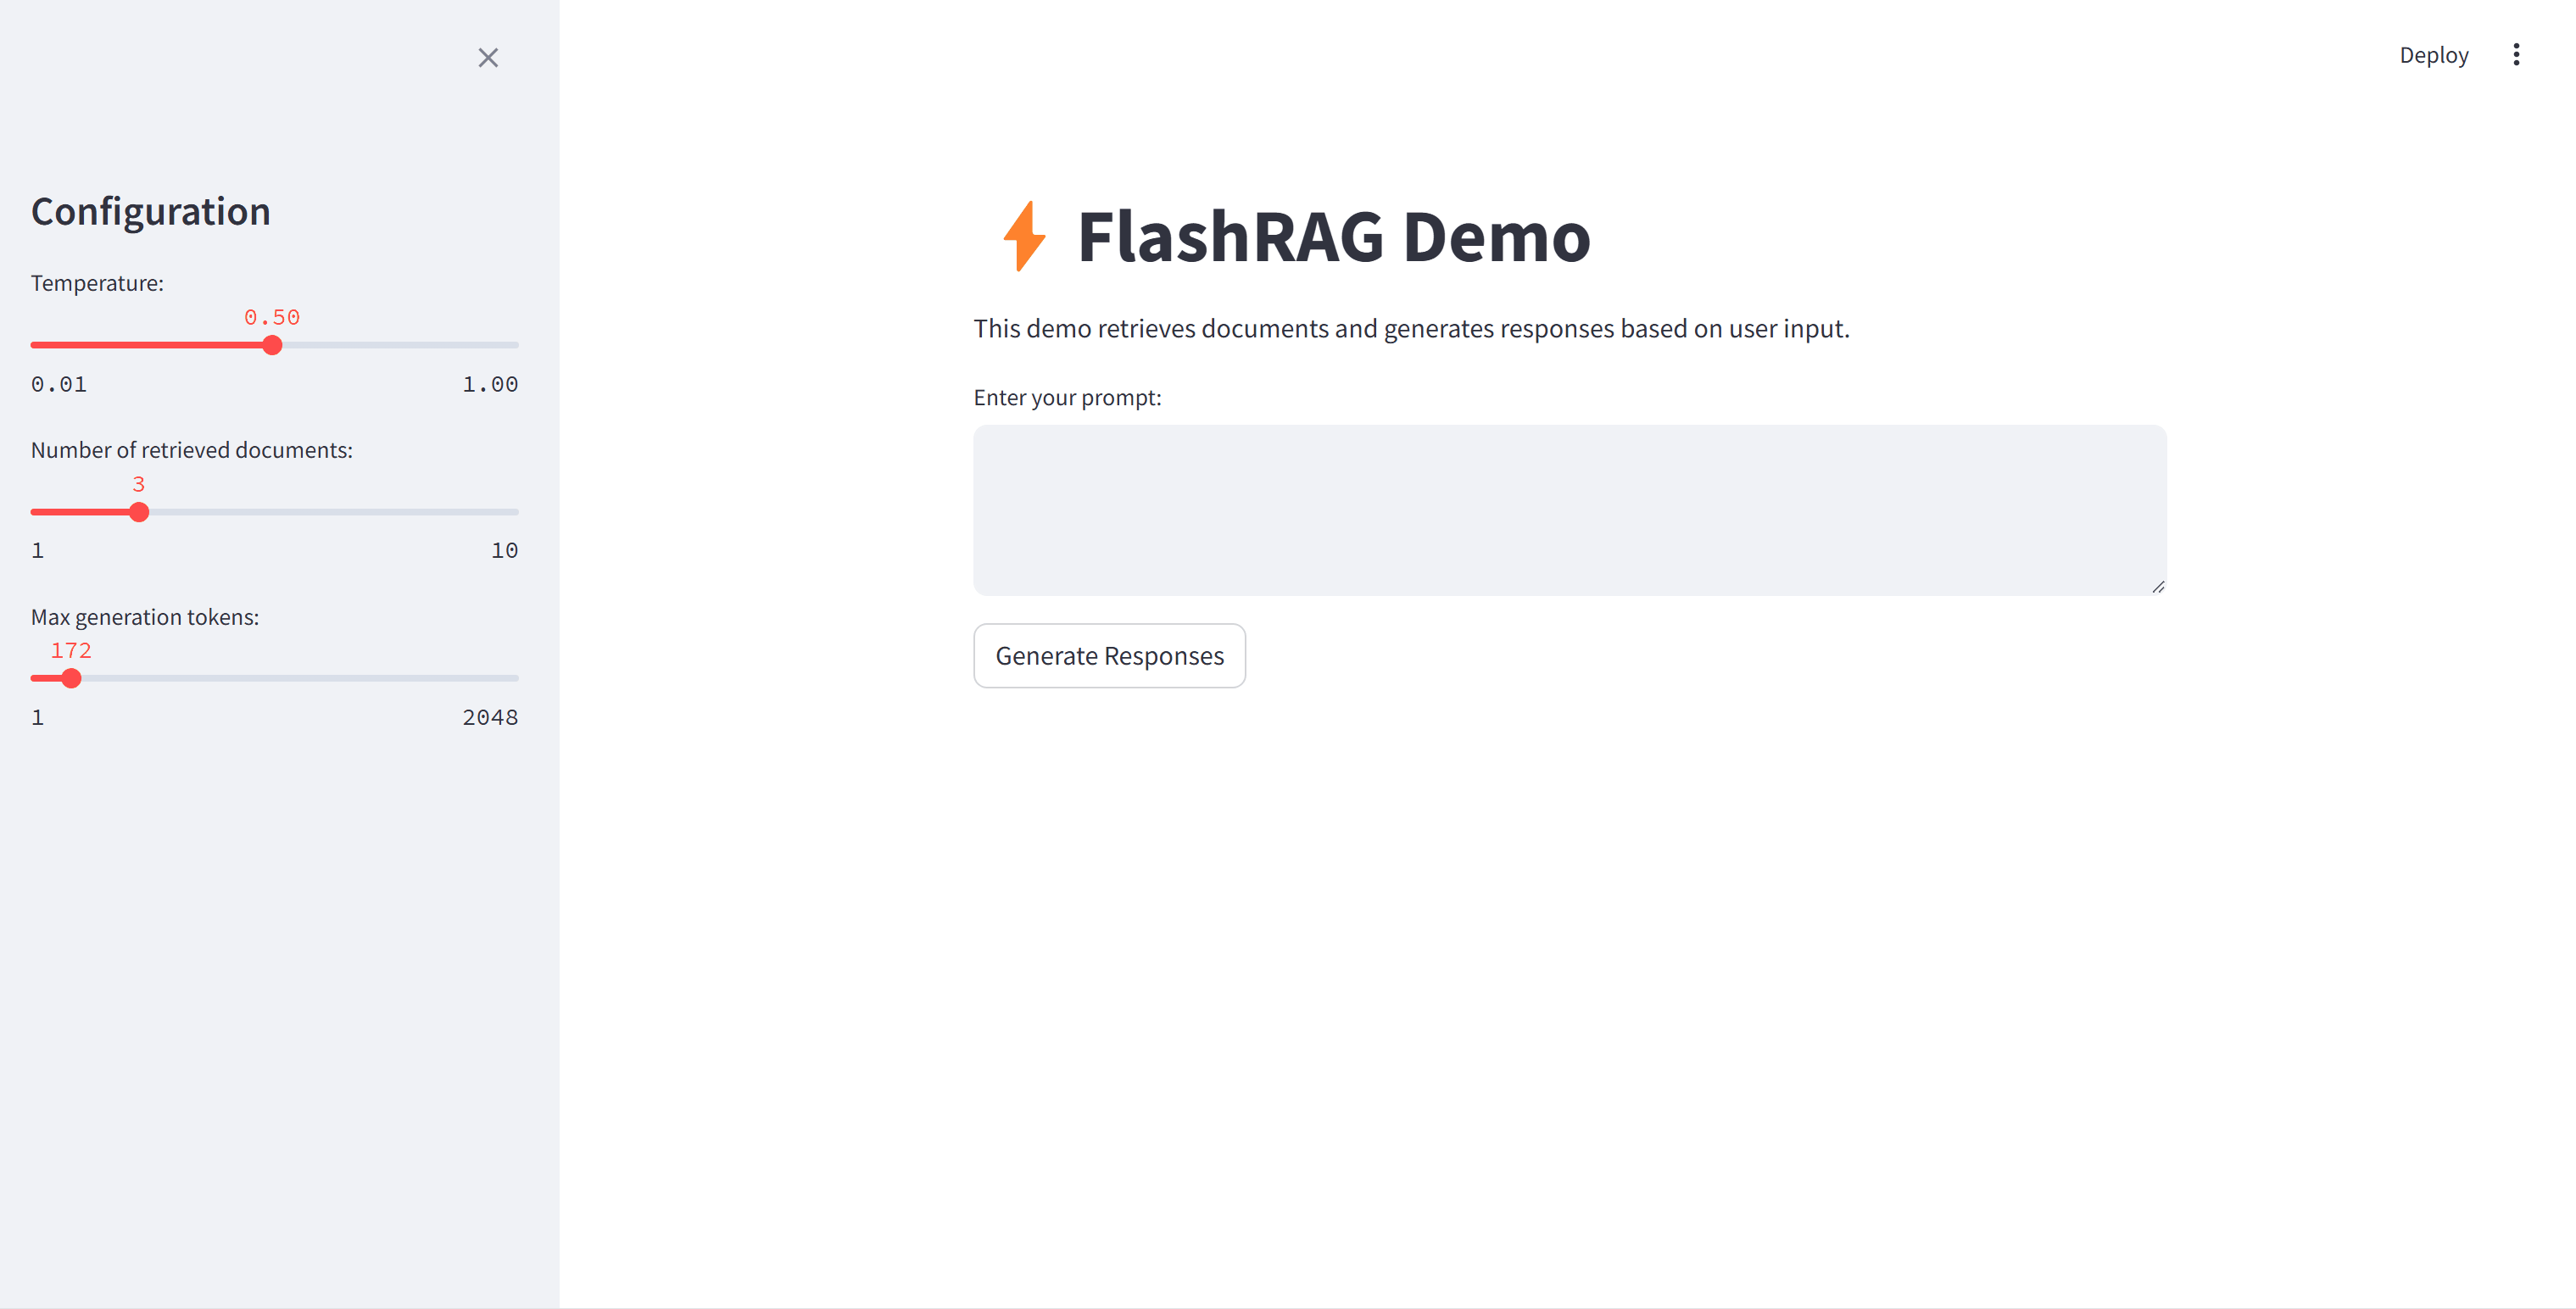 Deploy
Configuration
Temperature:
0.50
0.01 1.00
Number of retrieved documents:
3
1 10
Max generation tokens:
172
1 2048
FlashRAG Demo
This demo retrieves documents and generates responses based on user input.
Enter your prompt:
Generate Responses